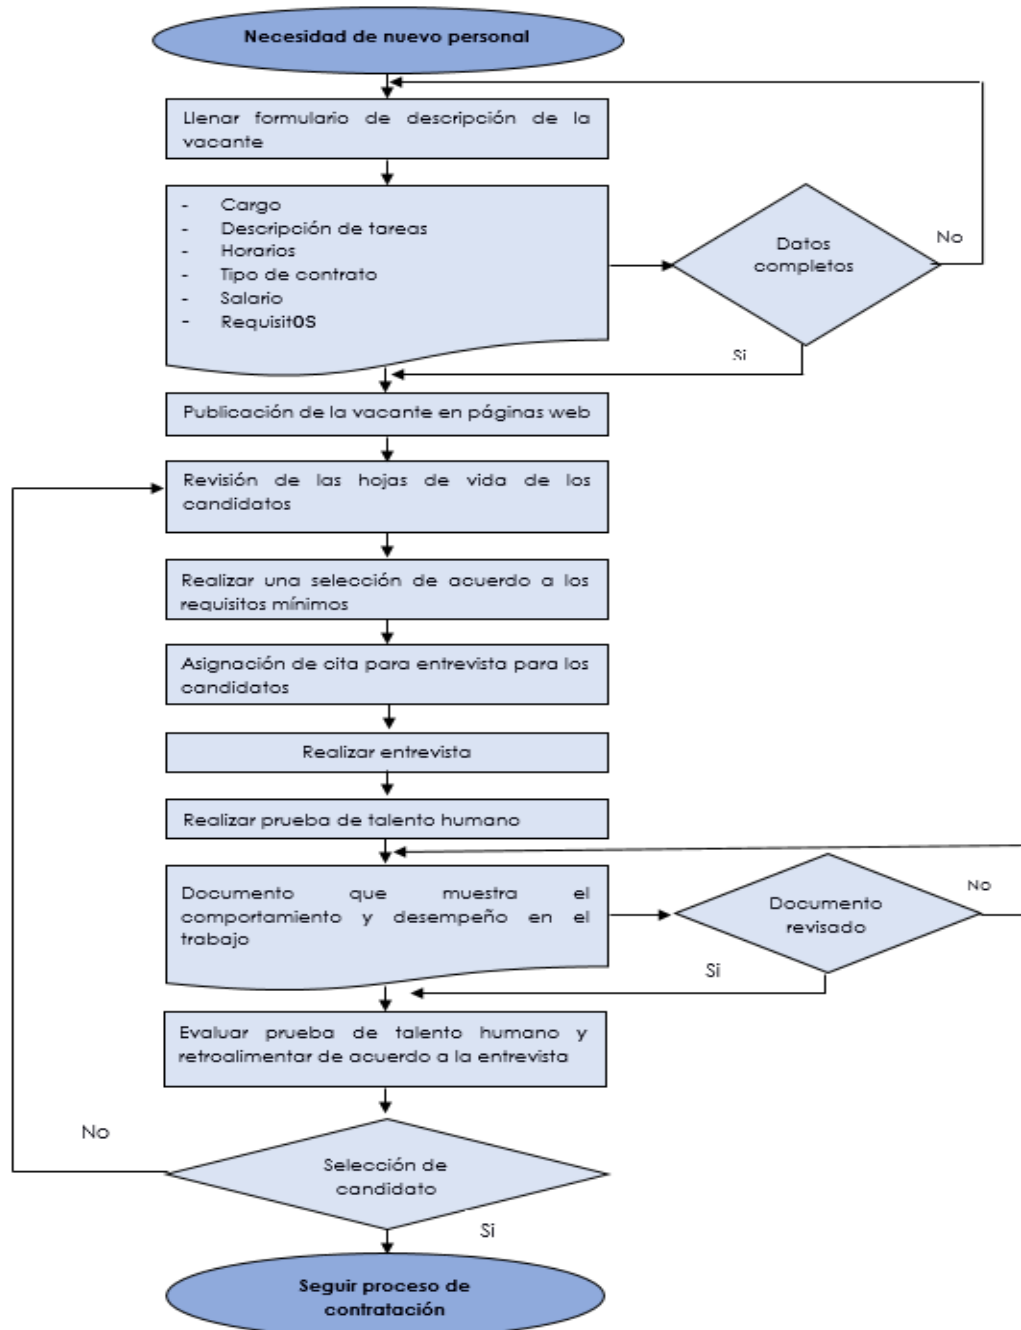 Necesidad de nuevo personal
Llenar formulario de descripción de la
vacante
- Cargo
- Descripción de tareas
- Horarios
- Tipo de contrato
- Salario
- Requisit0S
Datos
completos
No
Si
Publicación de la vacante en páginas web
Revisión de las hojas de vida de los
candidatos
Realizar una selección de acuerdo a los
requisitos mínimos
Asignación de cita para entrevista para los
candidatos
Realizar entrevista
Realizar prueba de talento humano
Documento que muestra el
comportamiento y desempeño en el
trabajo
Documento
revisado
No
Si
Evaluar prueba de talento humano y
retroalimentar de acuerdo a la entrevista
No
Selección de
candidato
Si
Seguir proceso de
contratación